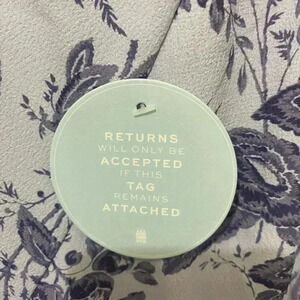 RETURNS
WILL ONLY BE
ACCEPTED
IF THIS
TAG
REMAINS
ATTACHED